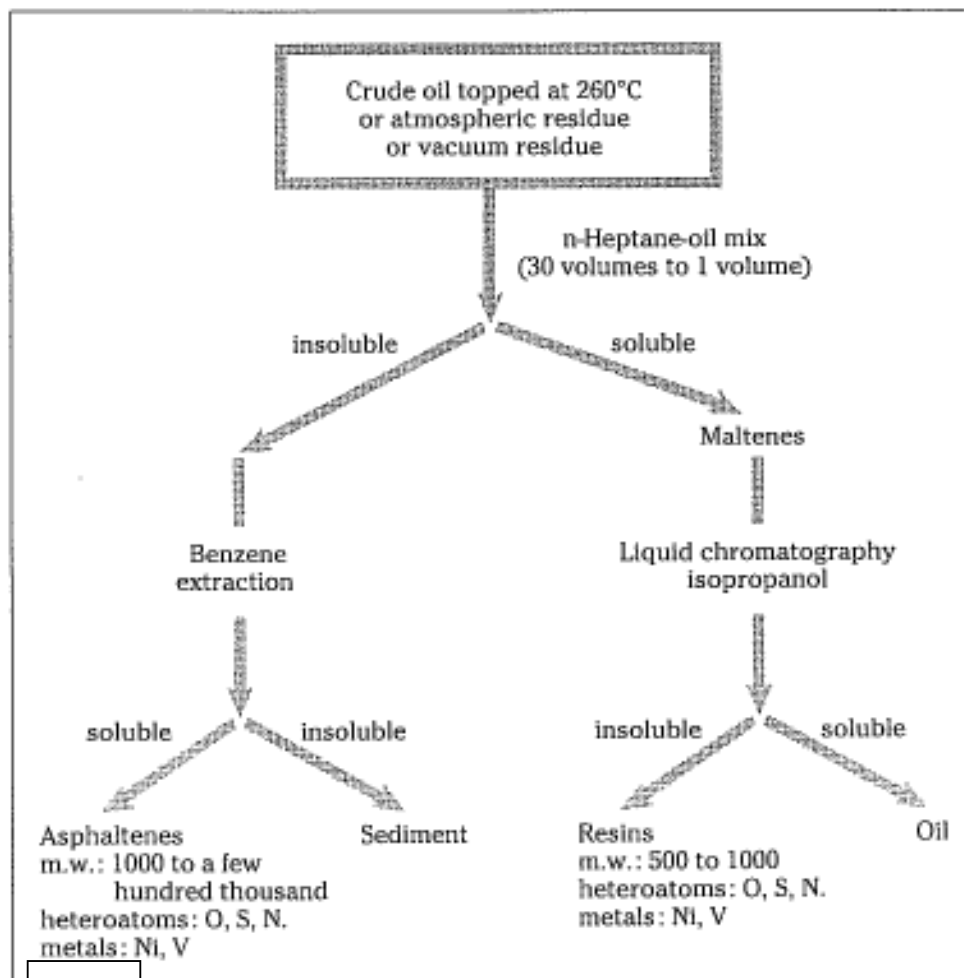 Crude oil topped at 260°C
or atmospheric residue
or vacuum residue
n-Heptane-oil mix
(30 volumes to 1 volume)
insoluble
soluble
Maltenes
Benzene
extraction
Liquid chromatography
isopropanol
soluble
insoluble
insoluble
soluble
Asphaltenes
m.w.: 1000 to a few
hundred thousand
heteroatoms: O, S, N.
metals: Ni, V
Sediment
Resins
m.w.: 500 to 1000
heteroatoms: O, S, N.
metals: Ni, V
Oil